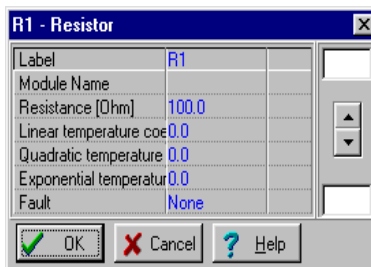 R1 - Resistor
Label R1
Module Name
Resistance [Ohm] 100.0
Linear temperature coe 0.0
Quadratic temperature 0.0
Exponential temperatur 0.0
Fault None
OK Cancel ? Help